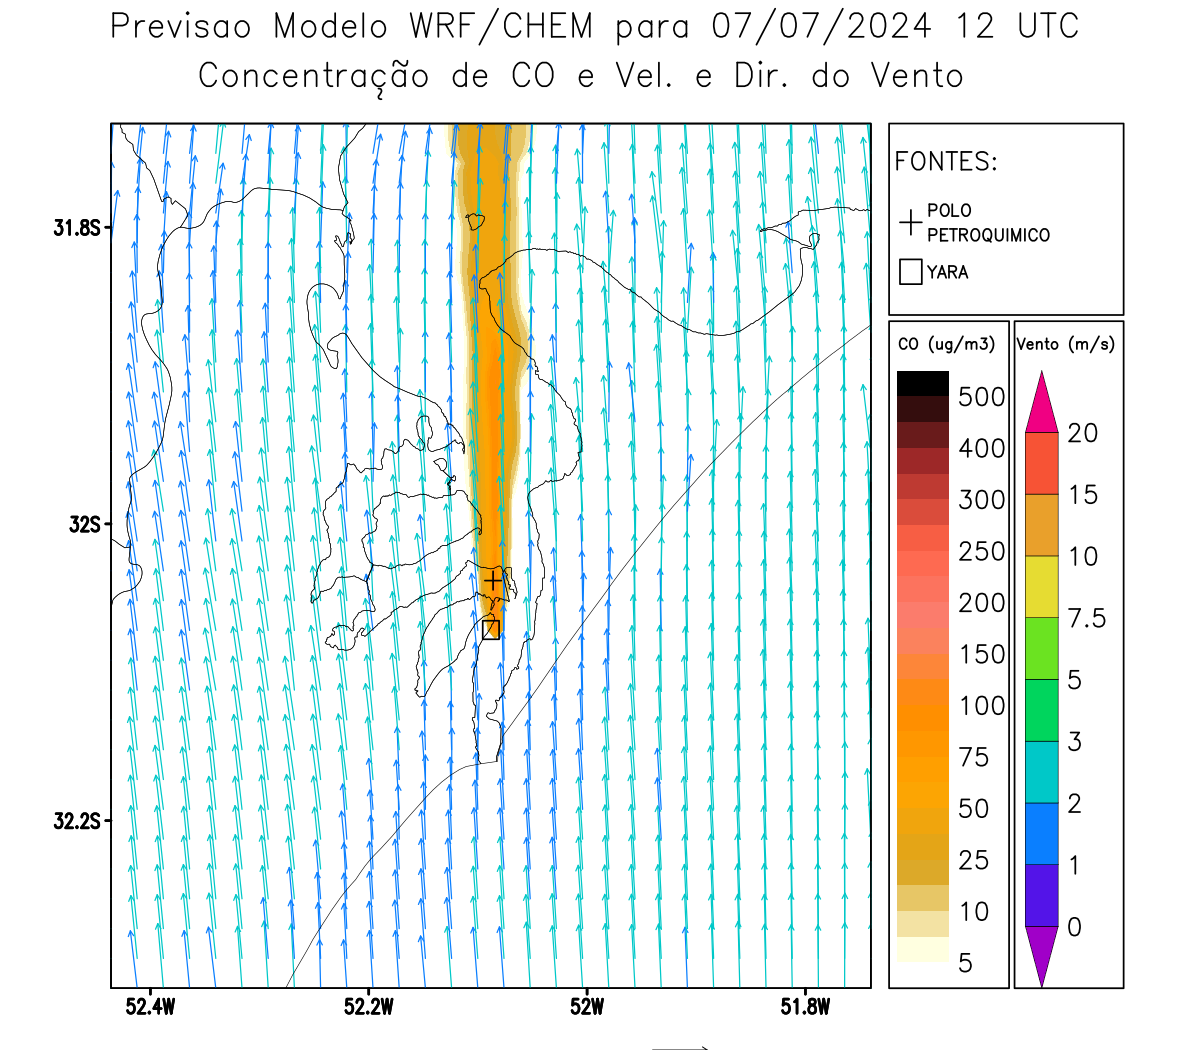 Previsao Modelo WRF/CHEM para 07/07/2024 12 UTC
Concentração de CO e Vel. e Dir. do Vento
FONTES:
POLO
PETROQUIMICO
YARA
CO (ug/m3)
500
400
300
250
200
150
100
75
50
25
10
5
Vento (m/s)
20
15
10
7.5
5
3
2
1
0
31.8S
32S
32.2S
52.4W
52.2W
52W
51.8W